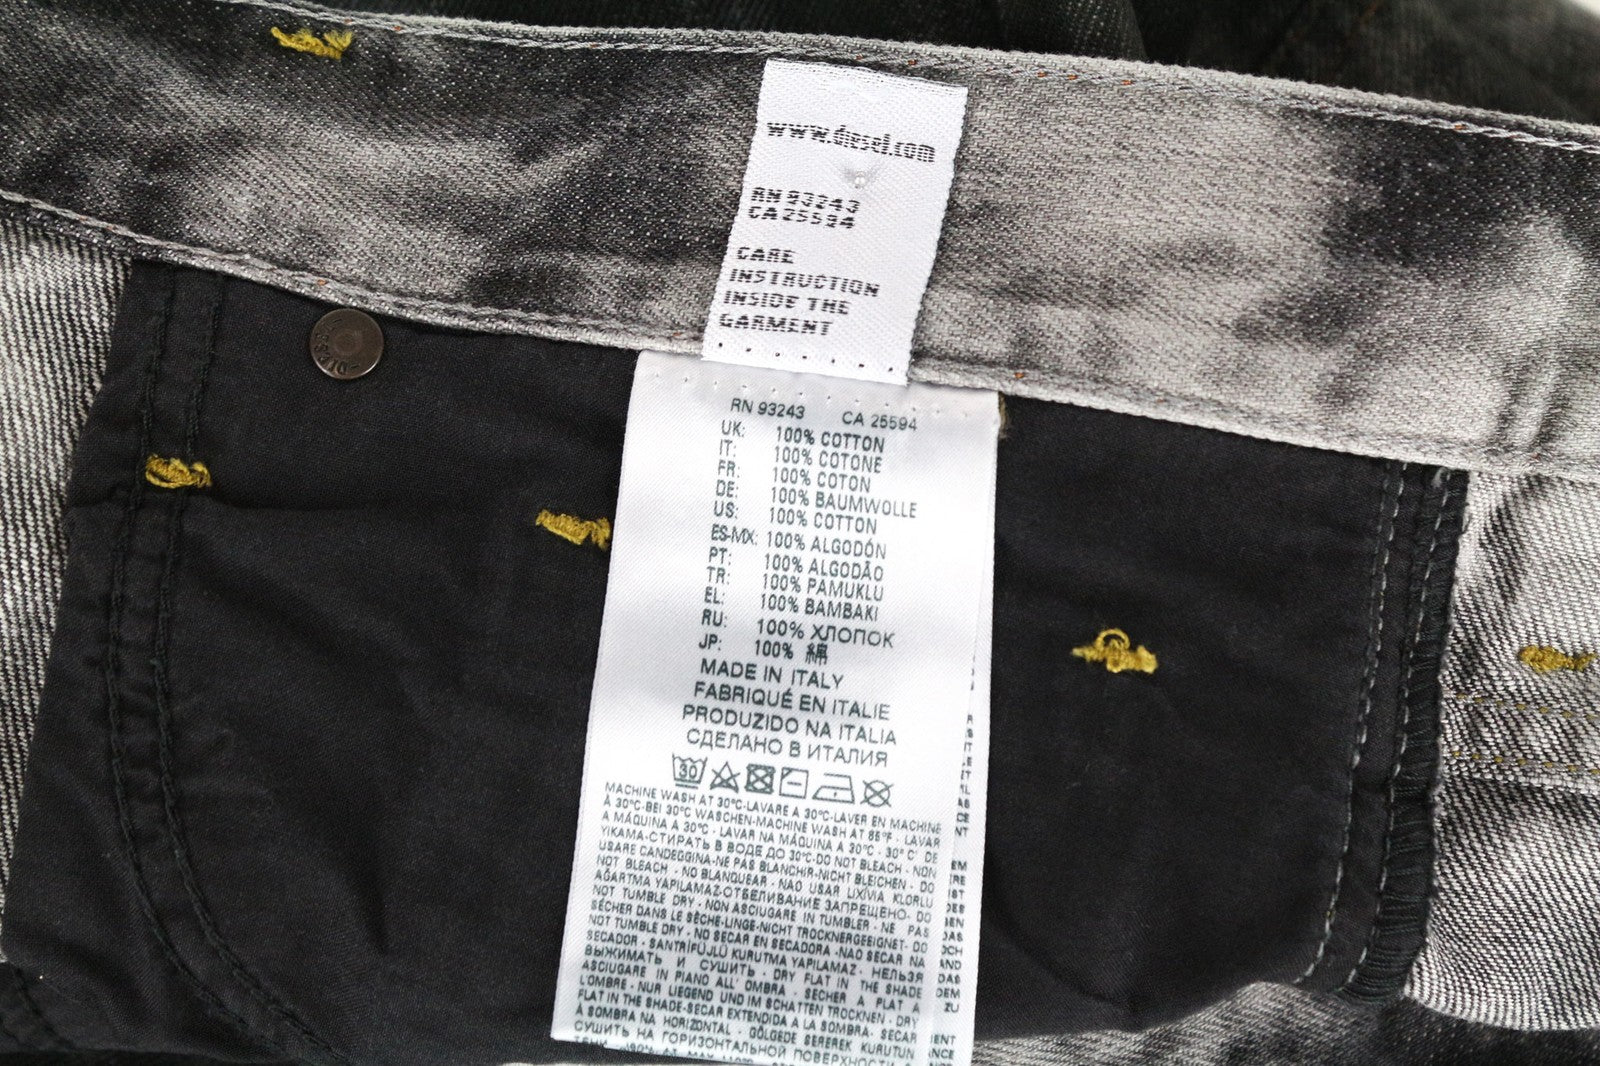 www.diesel.com
RN 93243
CA 25594
CARE
INSTRUCTION
INSIDE THE
GARMENT
RN 93243 CA 25594
UK: 100% COTTON
IT: 100% COTONE
FR: 100% COTON
DE: 100% BAUMWOLLE
US: 100% COTTON
ES-MX: 100% ALGODÓN
PT: 100% ALGODÃO
TR: 100% PAMUKLU
EL: 100% BAMBAKI
RU: 100% ХЛОПОК
JP: 100% 綿
MADE IN ITALY
FABRIQUÉ EN ITALIE
PRODUZIDO NA ITALIA
СДЕЛАНО В ИТАЛИЯ
30
MACHINE WASH AT 30°C-LAVARE A 30°C-LAVER EN MACHINE
À 30°C-BEI 30°C WASCHEN-MACHINE WASH AT 85°F - LAVAR
A MÁQUINA A 30°C - LAVAR NA MÁQUINA A 30°C - 30° C' DE
YIKAMA-СТИРАТЬ В ВОДЕ ДО 30°C-DO NOT BLEACH - NON
USARE CANDEGGINA-NE PAS BLANCHIR-NICHT BLEICHEN - DO
NOT BLEACH - NO BLANQUEAR - NAO USAR LIXÍVIA KLORLU
AĞARTMA YAPILAMAZ-ОТБЕЛИВАНИЕ ЗАПРЕЩЕНО- DO
NOT TUMBLE DRY - NON ASCIUGARE IN TUMBLER - NE PAS
SÉCHER DANS LE SÈCHE-LINGE-NICHT TROCKNERGEEIGNET- DO
NOT TUMBLE DRY - NO SECAR EN SECADORA -NAO SECAR NA
SECADOR - SANTRİFÜJLÜ KURUTMA YAPILAMAZ - НЕЛЬЗЯ
ВЫЖИМАТЬ И СУШИТЬ - DRY FLAT IN THE SHADE
ASCIUGARE IN PIANO ALL' OMBRA - SÉCHER À PLAT À
L'OMBRE - NUR LIEGEND UND IM SCHATTEN TROCKNEN - DRY
FLAT IN THE SHADE-SECAR EXTENDIDA A LA SOMBRA- SECAR
A SOMBRA NA HORIZONTAL - GÖLGEDE SEREREK KURUTUN
СУШИТЬ НА ГОРИЗОНТАЛЬНОЙ ПОВЕРХНОСТИ